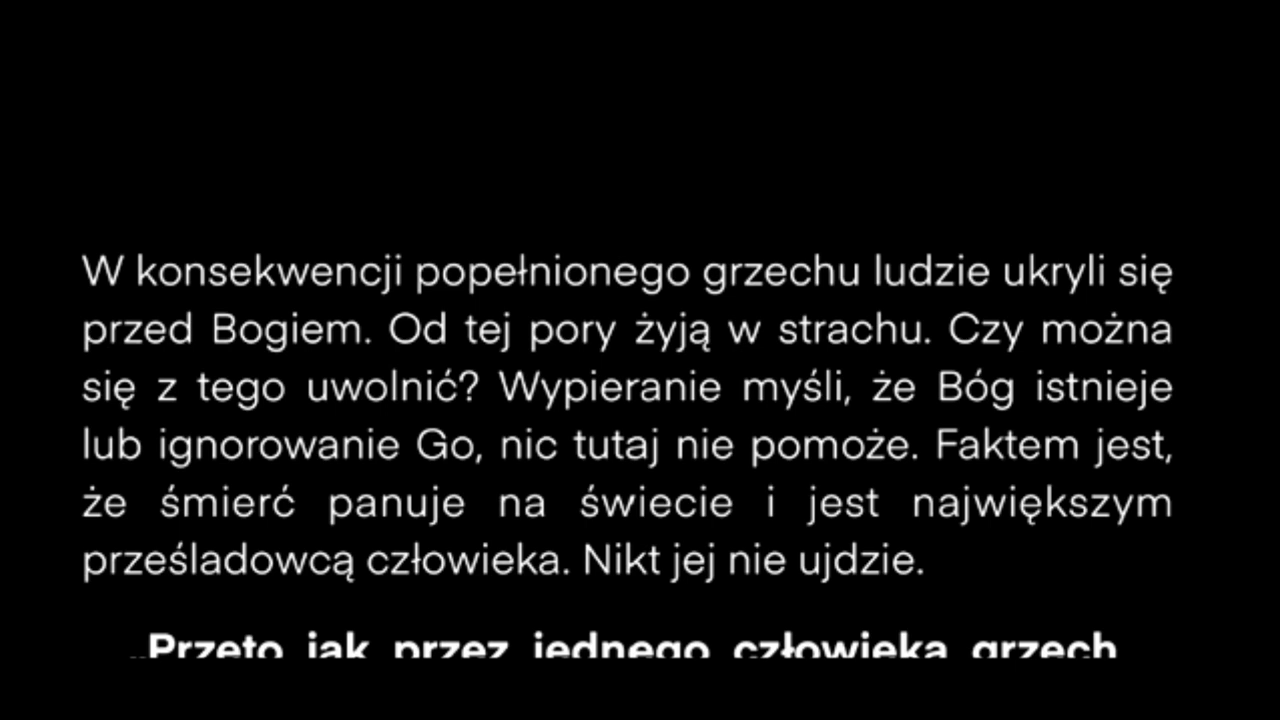 W konsekwencji popełnionego grzechu ludzie ukryli się
przed Bogiem. Od tej pory żyją w strachu. Czy można
się z tego uwolnić? Wypieranie myśli, że Bóg istnieje
lub ignorowanie Go, nic tutaj nie pomoże. Faktem jest,
że śmierć panuje na świecie i jest największym
prześladowcą człowieka. Nikt jej nie ujdzie.
„Przeto jak przez jednego człowieka grzech